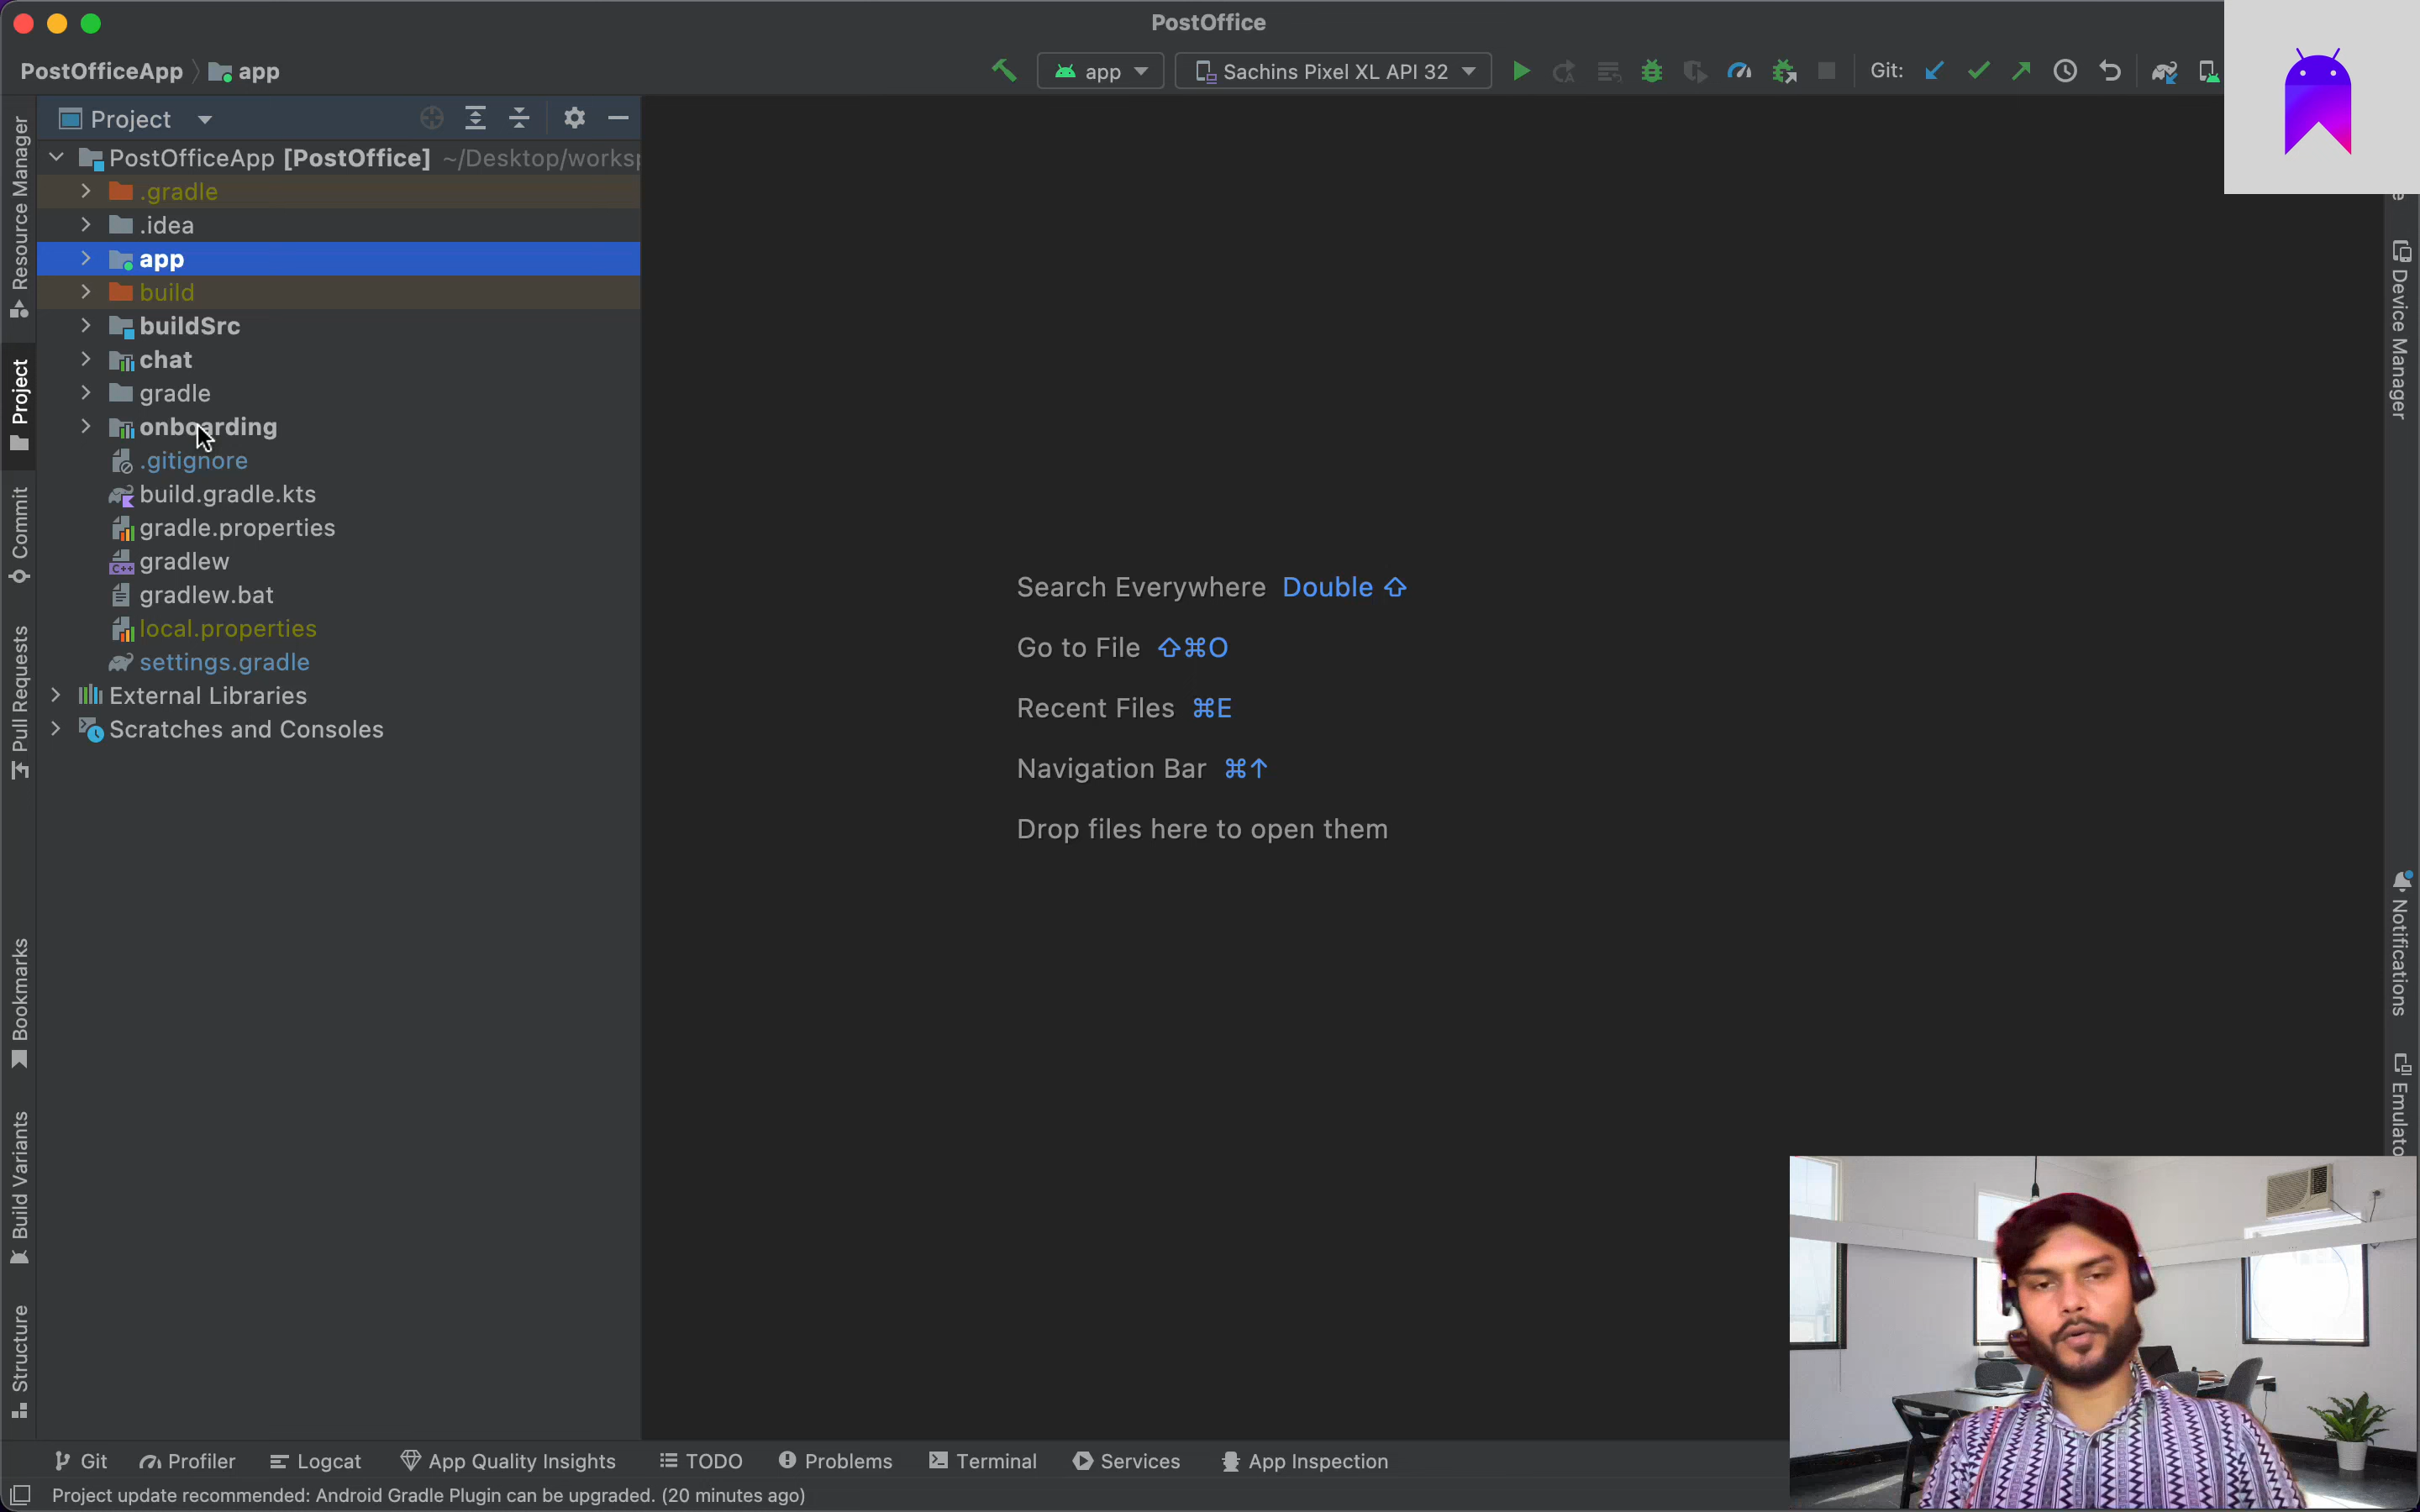 PostOffice
PostOfficeApp app
app
Sachins Pixel XL API 32
Git:
Project
PostOfficeApp [PostOffice] ~/Desktop/worksp
.gradle
.idea
app
build
buildSrc
chat
gradle
onboarding
.gitignore
build.gradle.kts
gradle.properties
C++ gradlew
gradlew.bat
local.properties
settings.gradle
External Libraries
Scratches and Consoles
Resource Manager
Project
Commit
Pull Requests
Bookmarks
Build Variants
Structure
Search Everywhere Double ⇧
Go to File ⇧⌘O
Recent Files ⌘E
Navigation Bar ⌘↑
Drop files here to open them
Device Manager
Notifications
Emulato
Git
Profiler
Logcat
App Quality Insights
TODO
Problems
Terminal
Services
App Inspection
Project update recommended: Android Gradle Plugin can be upgraded. (20 minutes ago)